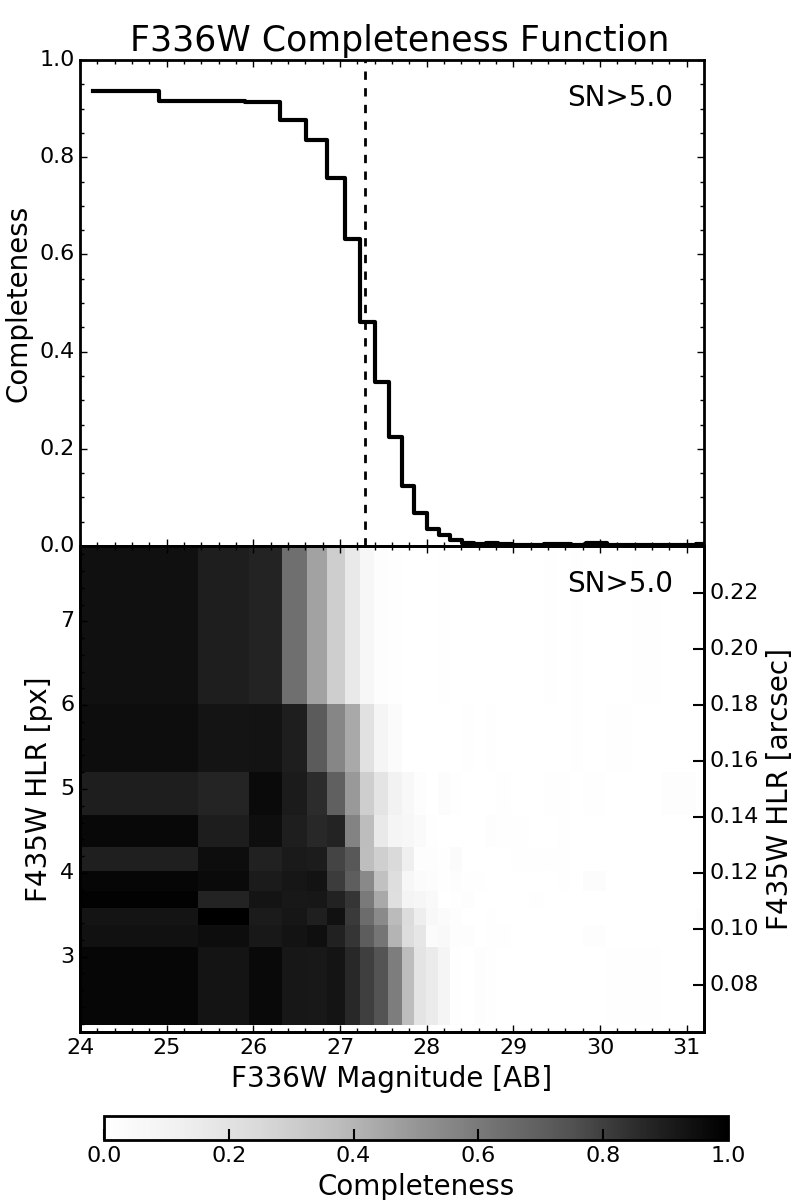 F336W Completeness Function
1.0
SN>5.0
0.8
0.6
0.4
0.2
0.0
Completeness
SN>5.0
7
6
5
4
3
F435W HLR [px]
0.22
0.20
0.18
0.16
0.14
0.12
0.10
0.08
F435W HLR [arcsec]
24 25 26 27 28 29 30 31
F336W Magnitude [AB]
0.0 0.2 0.4 0.6 0.8 1.0
Completeness